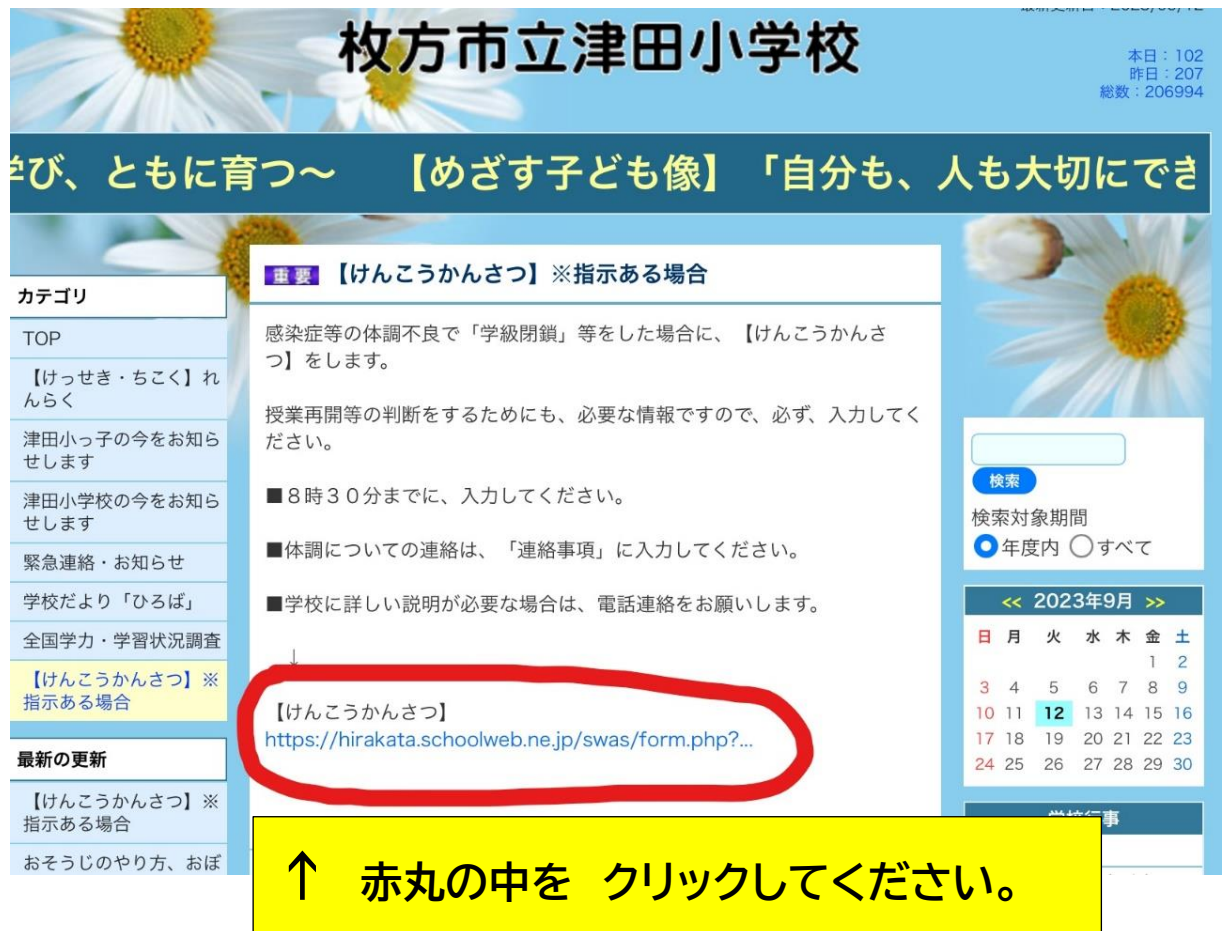 枚方市立津田小学校
本日：102
昨日：207
総数：206994
学び、ともに育つ～ 【めざす子ども像】「自分も、人も大切にでき
カテゴリ
TOP
【けっせき・ちこく】れ
んらく
津田小っ子の今をお知ら
せします
津田小学校の今をお知ら
せします
緊急連絡・お知らせ
学校だより「ひろば」
全国学力・学習状況調査
【けんこうかんさつ】※
指示ある場合
最新の更新
【けんこうかんさつ】※
指示ある場合
おそうじのやり方、おぼ
重要 【けんこうかんさつ】※指示ある場合
感染症等の体調不良で「学級閉鎖」等をした場合に、【けんこうかんさ
つ】をします。
授業再開等の判断をするためにも、必要な情報ですので、必ず、入力してく
ださい。
■８時３０分までに、入力してください。
■体調についての連絡は、「連絡事項」に入力してください。
■学校に詳しい説明が必要な場合は、電話連絡をお願いします。
↓
【けんこうかんさつ】
https://hirakata.schoolweb.ne.jp/swas/form.php?...
↑ 赤丸の中を クリックしてください。
検索
検索対象期間
年度内 すべて
<< 2023年9月 >>
日 月 火 水 木 金 土
1 2
3 4 5 6 7 8 9
10 11 12 13 14 15 16
17 18 19 20 21 22 23
24 25 26 27 28 29 30